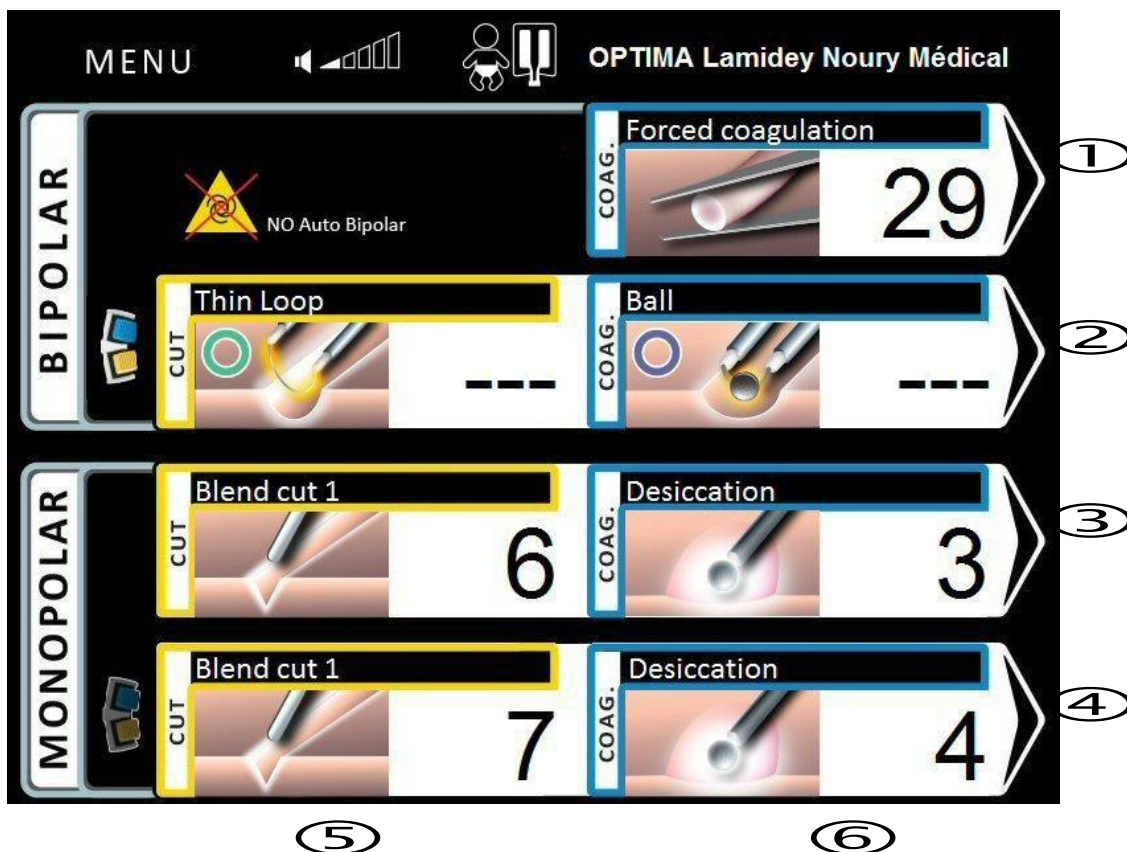 MENU
OPTIMA Lamidey Noury Médical
BIPOLAR
NO Auto Bipolar
COAG.
Forced coagulation
29
①
CUT
Thin Loop
---
COAG.
Ball
---
②
MONOPOLAR
CUT
Blend cut 1
6
COAG.
Desiccation
3
③
CUT
Blend cut 1
7
COAG.
Desiccation
4
④
⑤
⑥